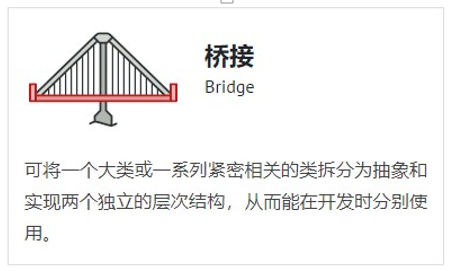 桥接
Bridge
可将一个大类或一系列紧密相关的类拆分为抽象和
实现两个独立的层次结构，从而能在开发时分别使
用。